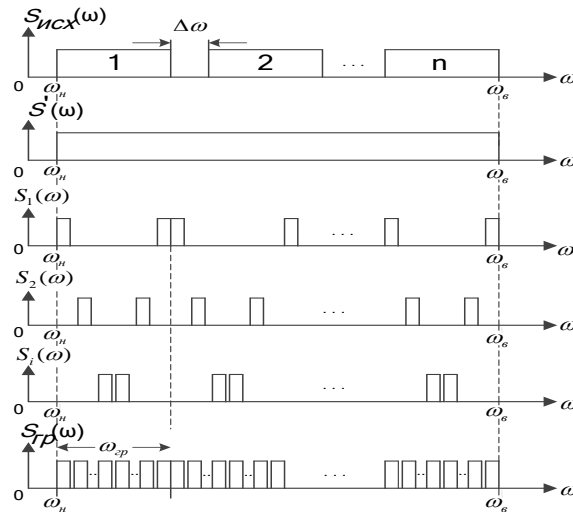 S_ИСХ(ω)
Δω
1
2
...
n
ω
0
ω_н
ω_в
S'(ω)
ω
0
ω_н
ω_в
S_1(ω)
...
ω
0
ω_н
ω_в
S_2(ω)
...
ω
0
ω_н
ω_в
S_i(ω)
...
ω
0
ω_н
ω_в
S_ГР(ω)
ω_гр
.. .. .. .. ... .. ..
ω
0
ω_н
ω_в